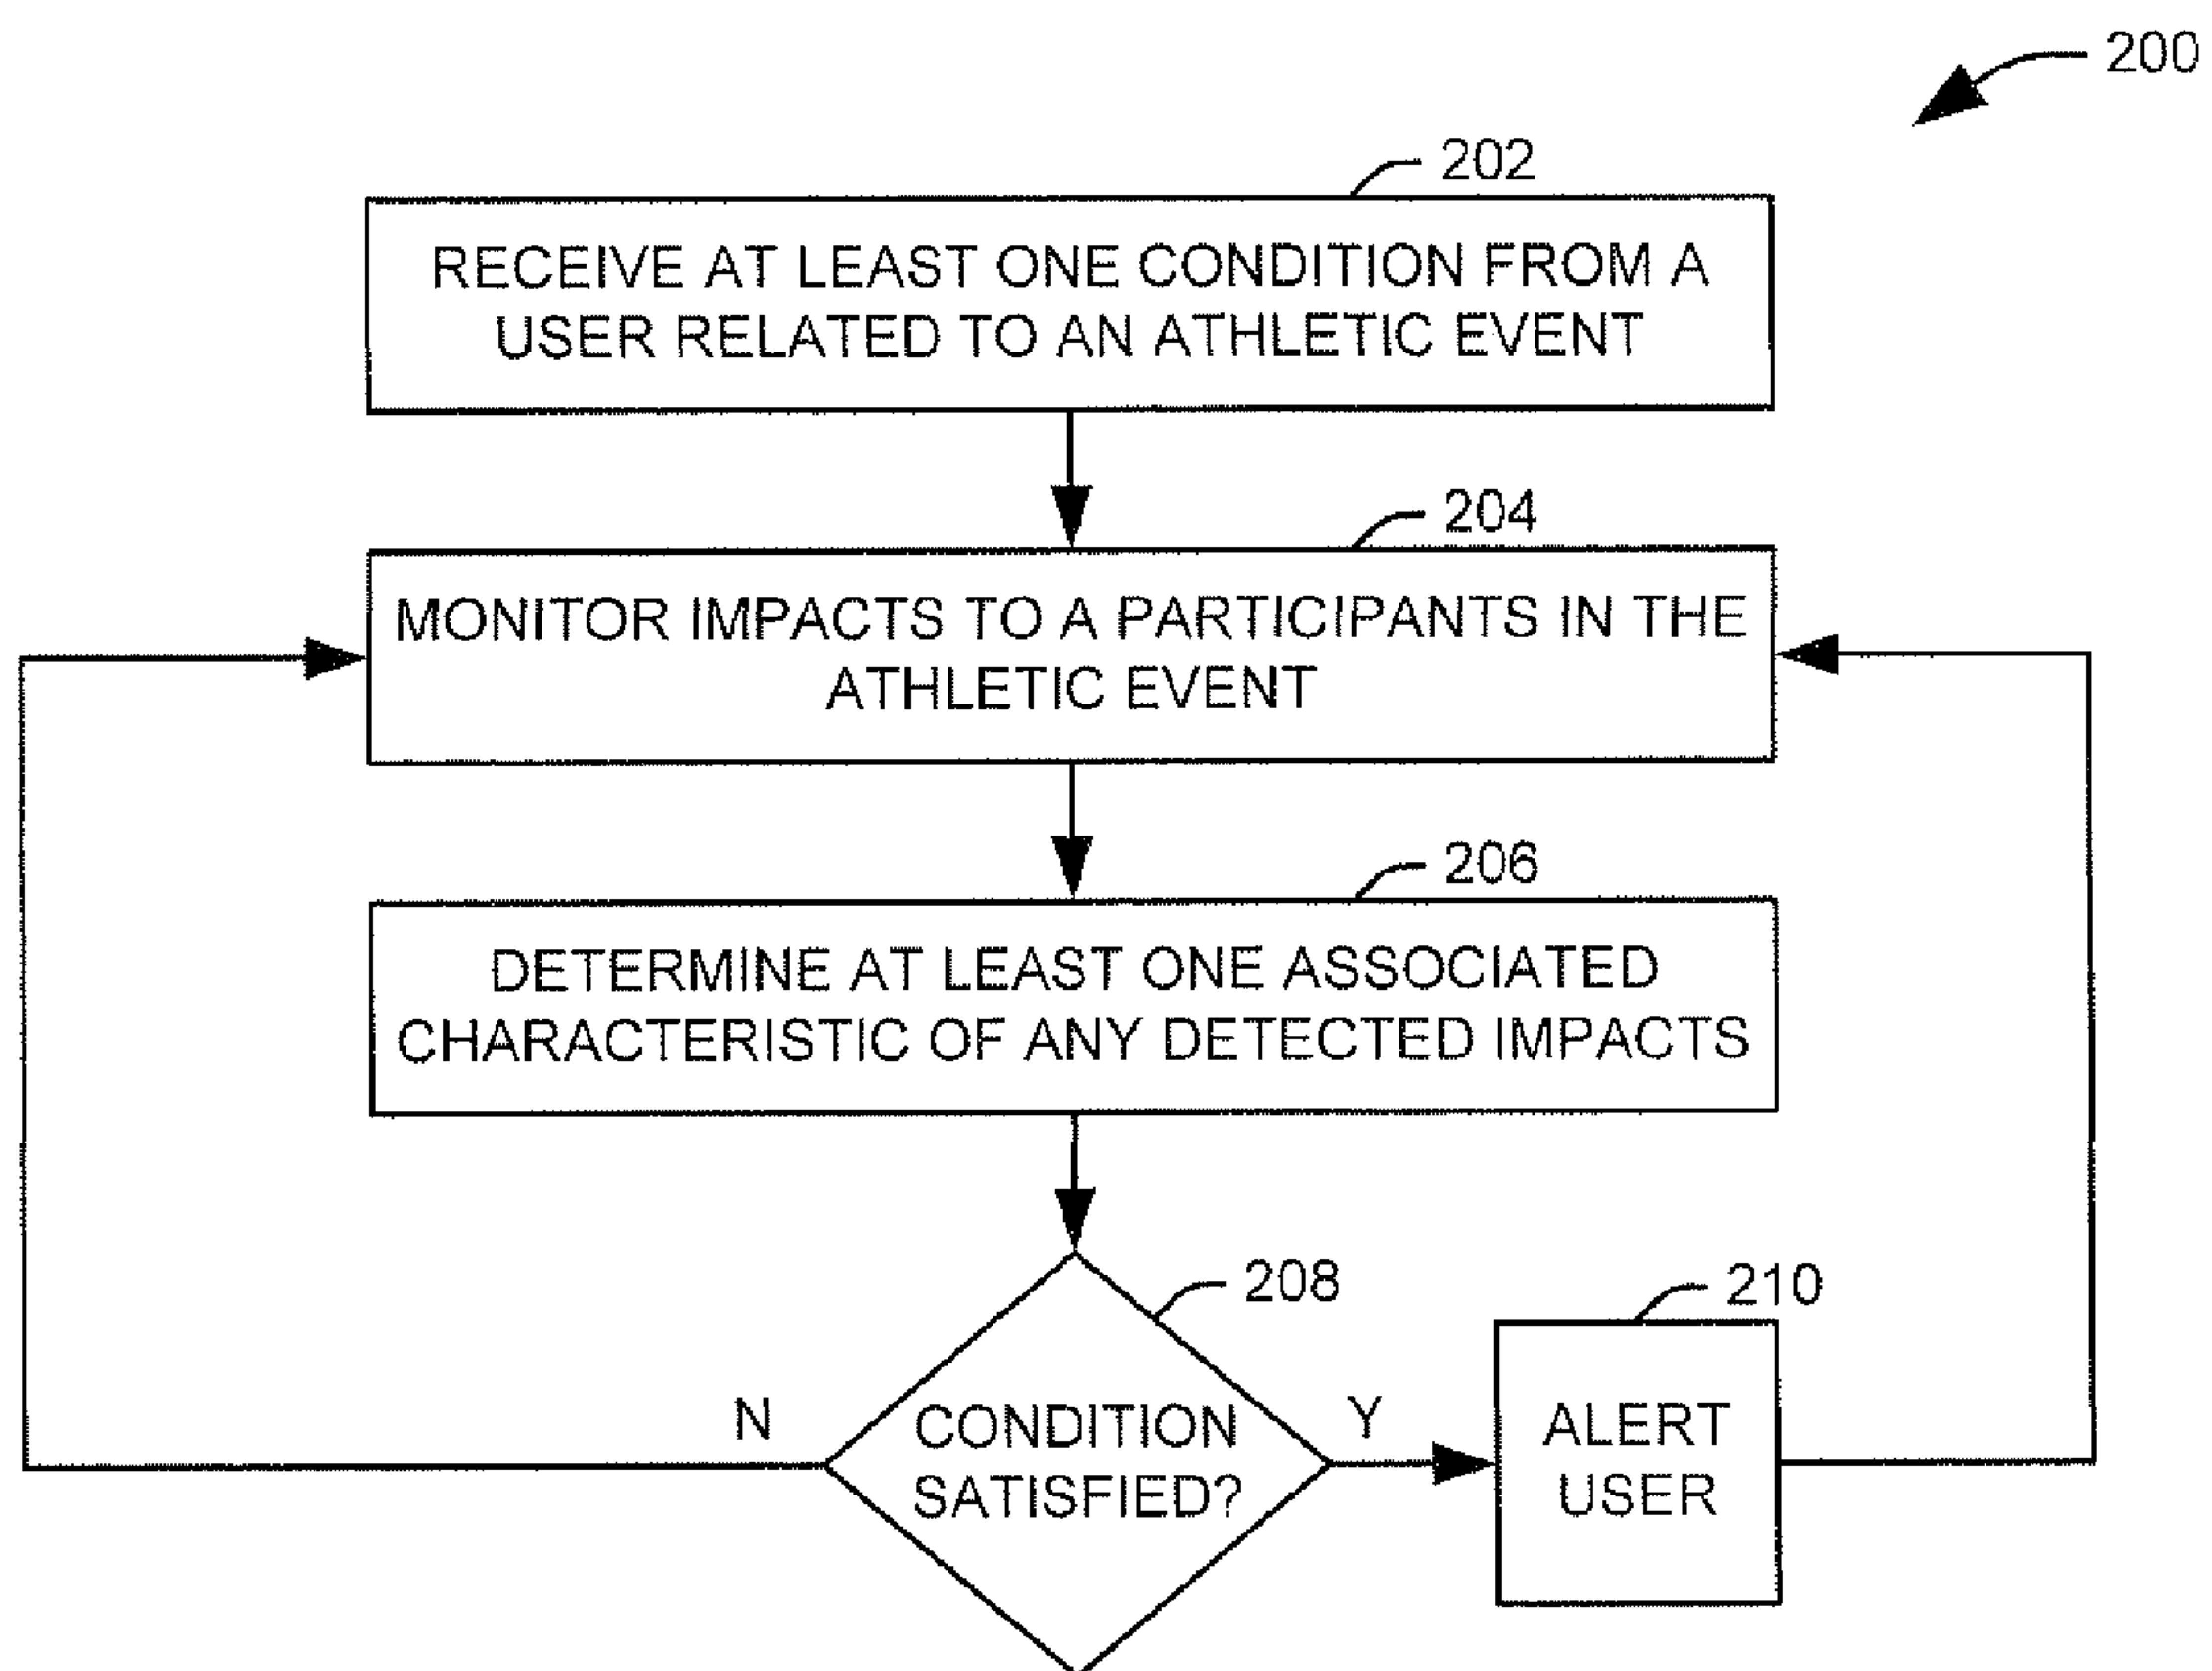 200
202
RECEIVE AT LEAST ONE CONDITION FROM A
USER RELATED TO AN ATHLETIC EVENT
204
MONITOR IMPACTS TO A PARTICIPANTS IN THE
ATHLETIC EVENT
206
DETERMINE AT LEAST ONE ASSOCIATED
CHARACTERISTIC OF ANY DETECTED IMPACTS
208
210
N
CONDITION
SATISFIED?
Y
ALERT
USER